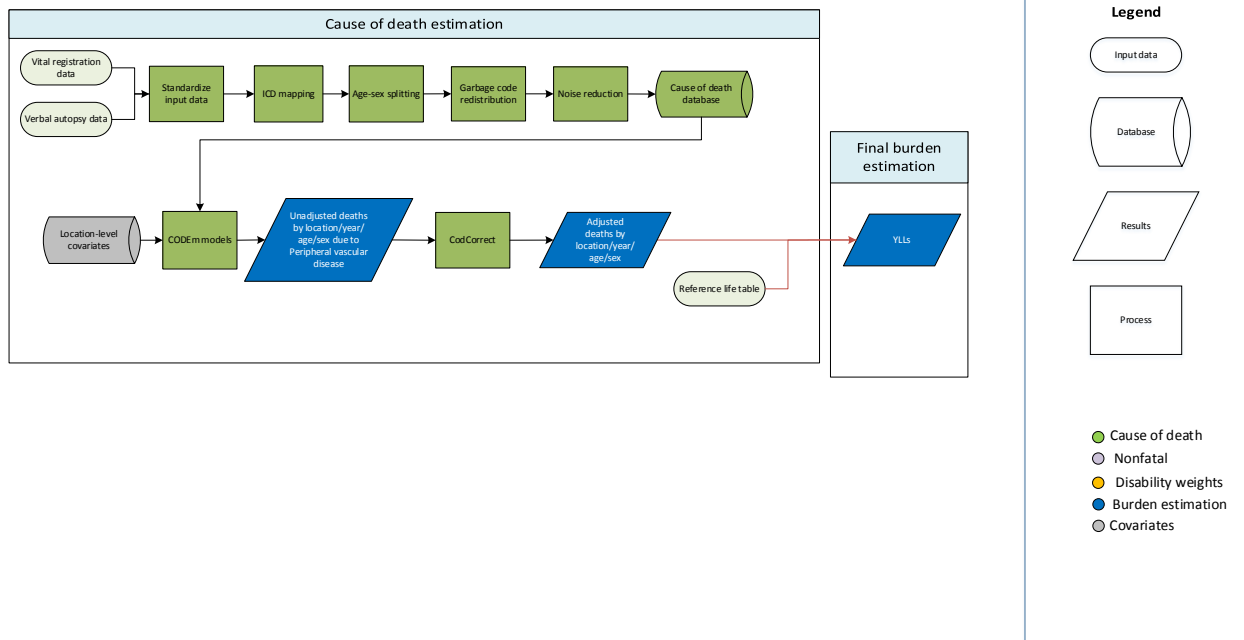 Cause of death estimation
Vital registration
data
Verbal autopsy data
Standardize
input data
ICD mapping
Age-sex splitting
Garbage code
redistribution
Noise reduction
Cause of death
database
Location-level
covariates
CODEm models
Unadjusted deaths
by location/year/
age/sex due to
Peripheral vascular
disease
CodCorrect
Adjusted
deaths by
location/year/
age/sex
Reference life table
Final burden
estimation
YLLs
Legend
Input data
Database
Results
Process
Cause of death
Nonfatal
Disability weights
Burden estimation
Covariates